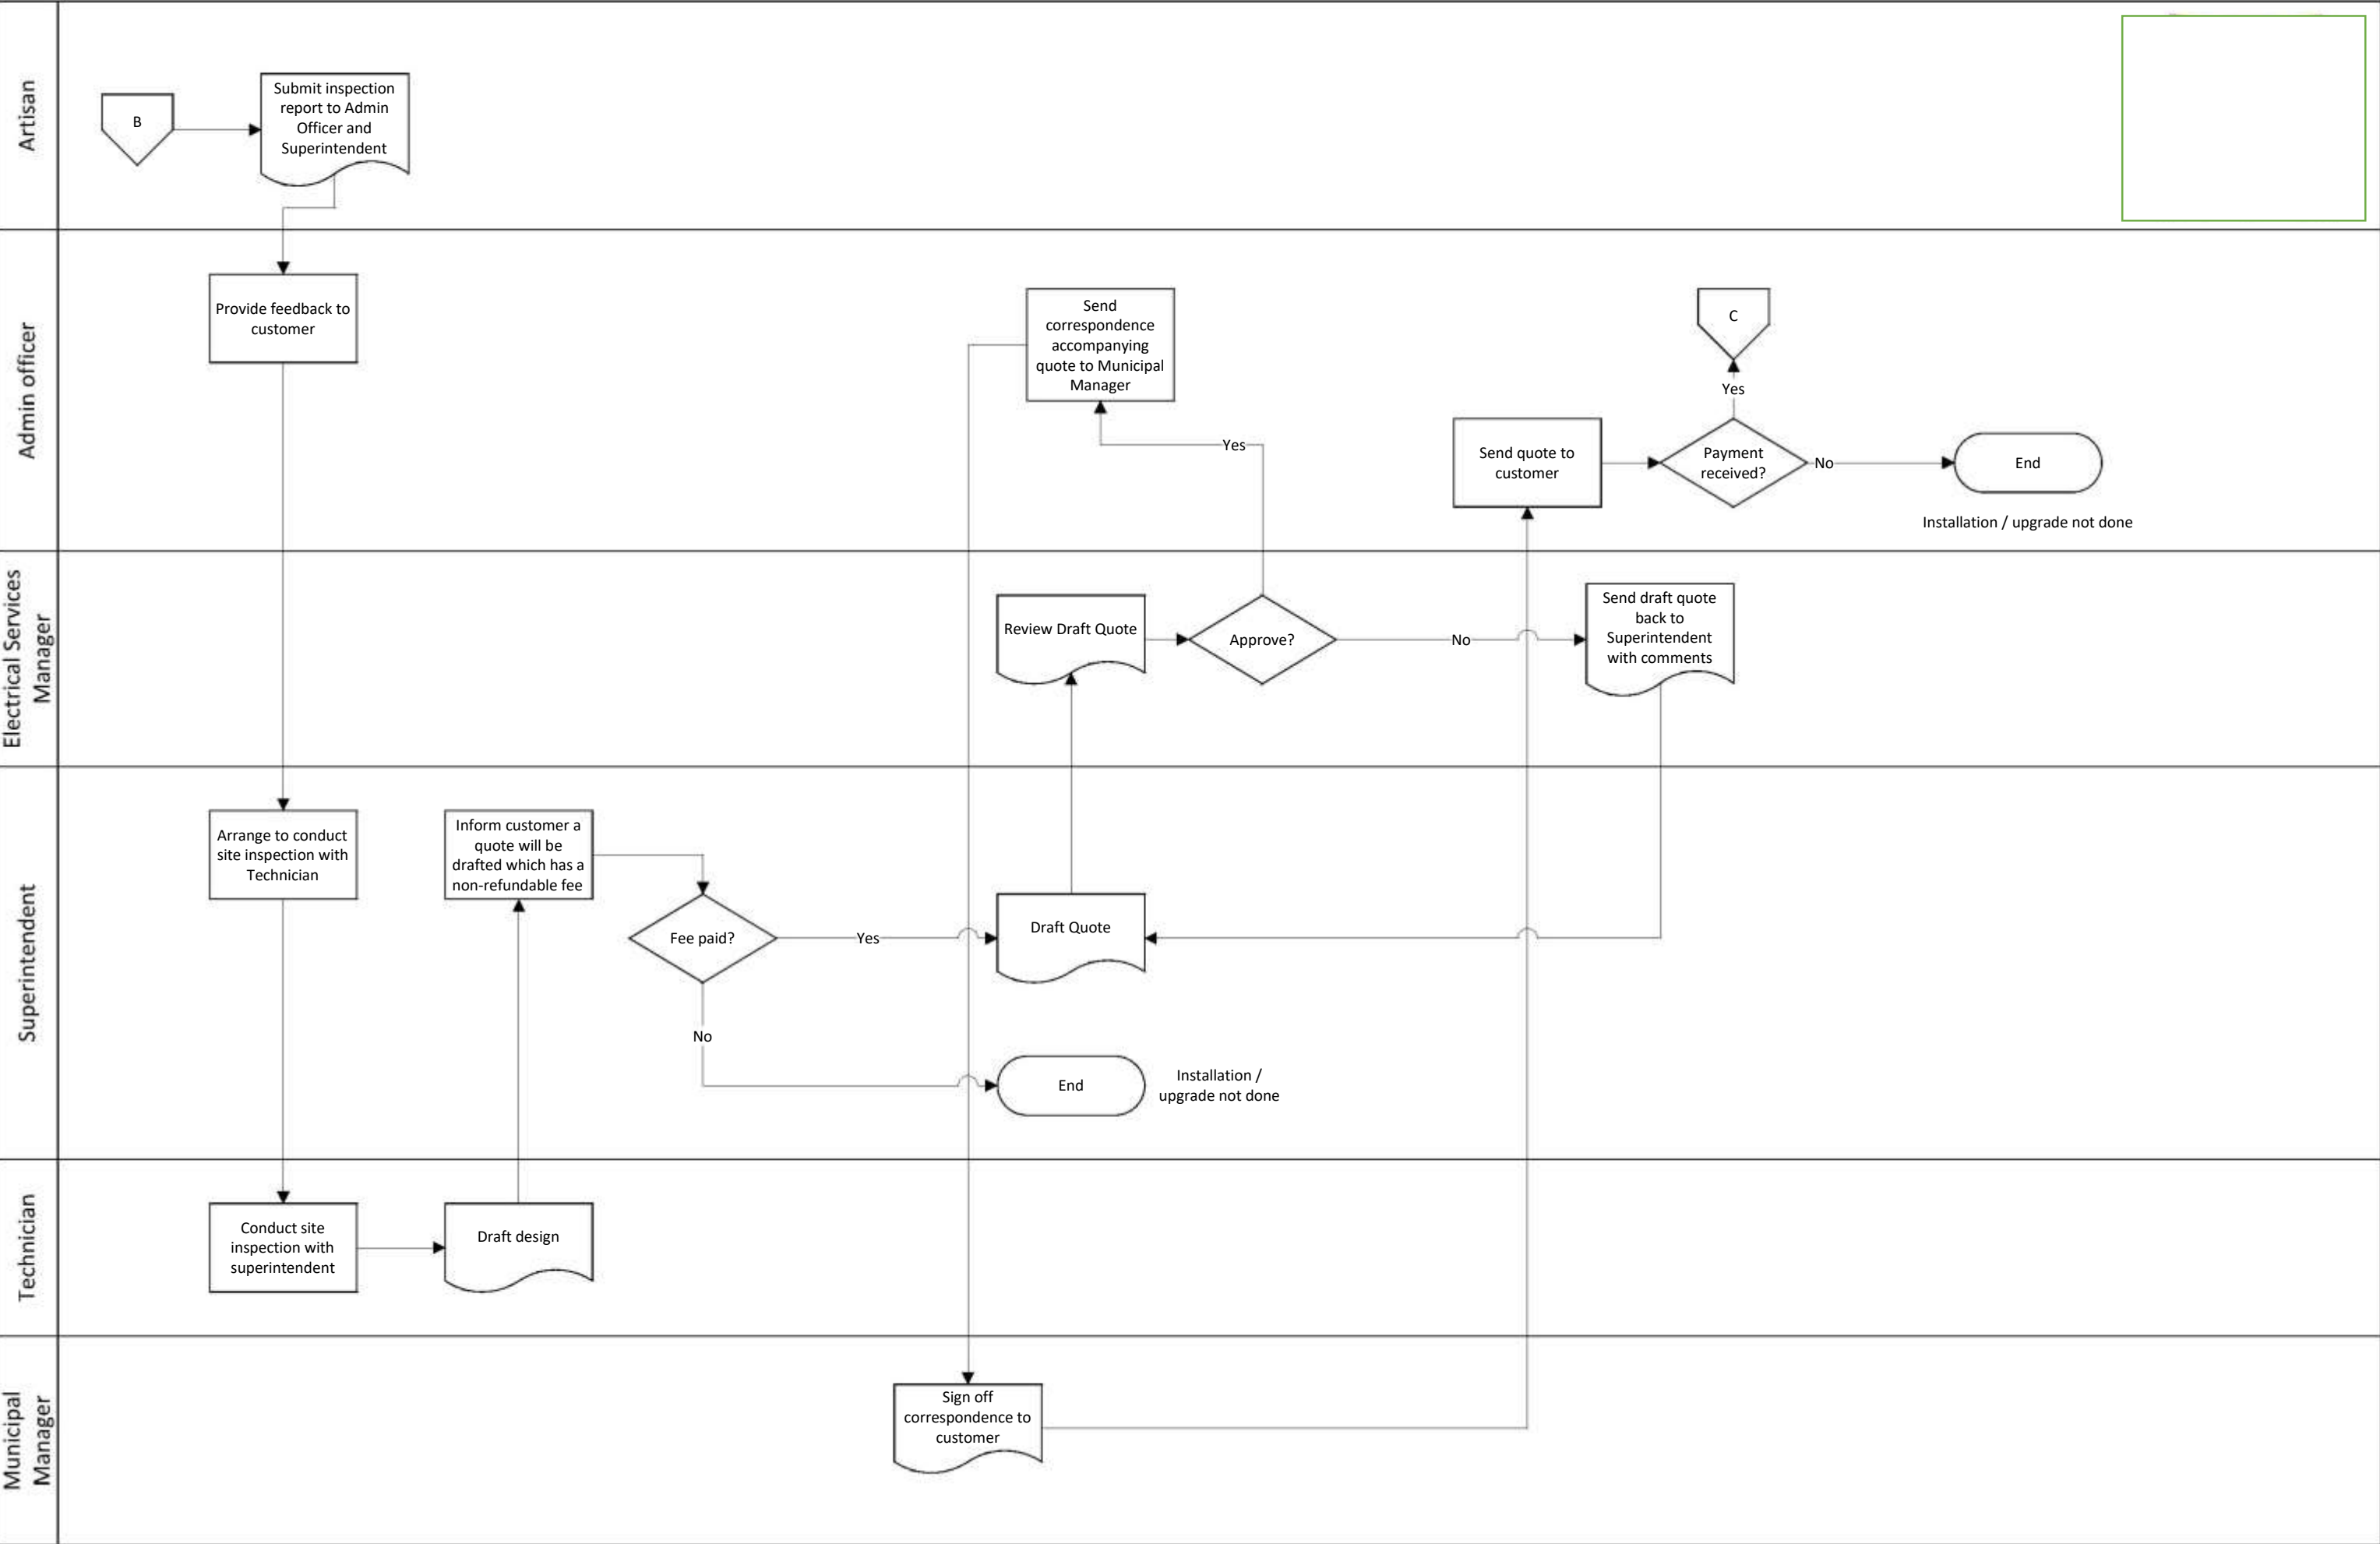 Artisan
B
Submit inspection
report to Admin
Officer and
Superintendent
Admin officer
Provide feedback to
customer
Send
correspondence
accompanying
quote to Municipal
Manager
Yes
Send quote to
customer
C
Yes
Payment
received?
No
End
Installation / upgrade not done
Electrical Services
Manager
Review Draft Quote
Approve?
No
Send draft quote
back to
Superintendent
with comments
Superintendent
Arrange to conduct
site inspection with
Technician
Inform customer a
quote will be
drafted which has a
non-refundable fee
Fee paid?
Yes
No
Draft Quote
End
Installation /
upgrade not done
Technician
Conduct site
inspection with
superintendent
Draft design
Municipal
Manager
Sign off
correspondence to
customer